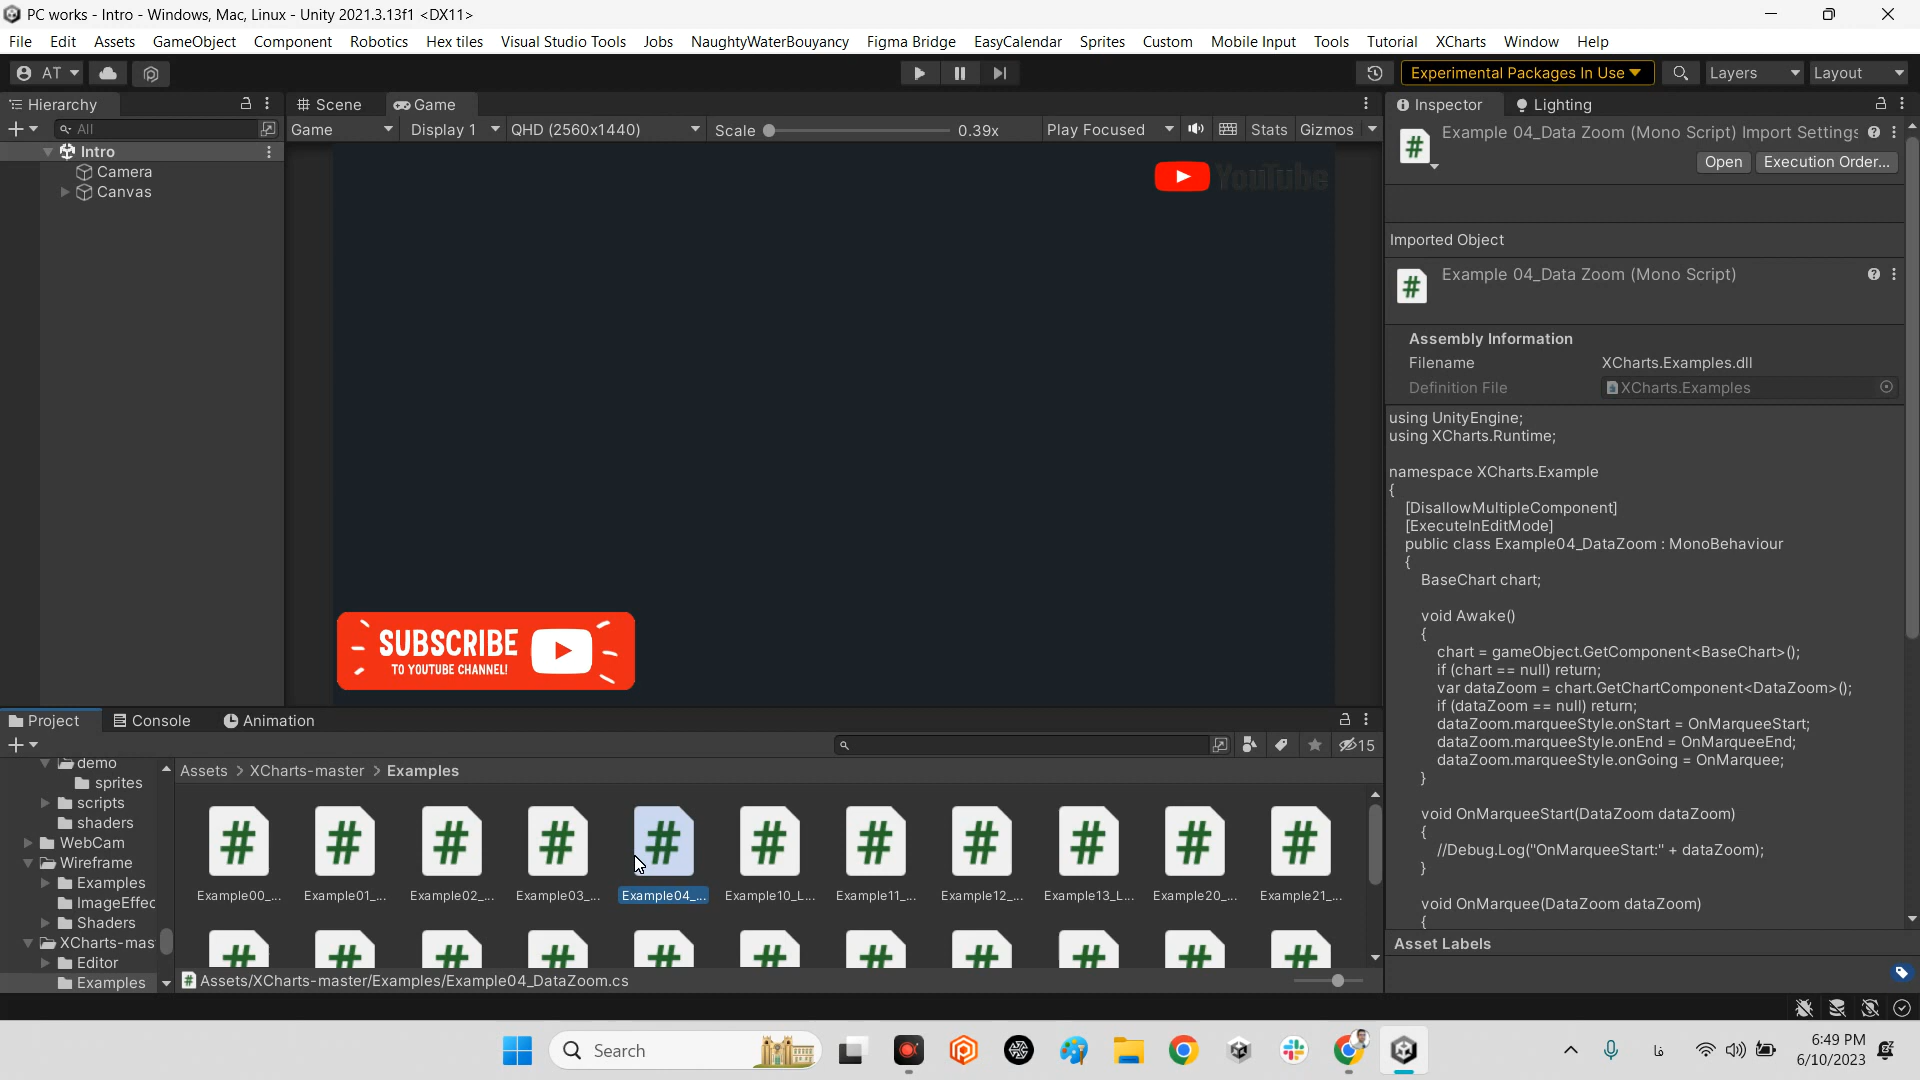 PC works - Intro - Windows, Mac, Linux - Unity 2021.3.13f1 <DX11>
File Edit Assets GameObject Component Robotics Hex tiles Visual Studio Tools Jobs NaughtyWaterBouyancy Figma Bridge EasyCalendar Sprites Custom Mobile Input Tools Tutorial XCharts Window Help
AT Experimental Packages In Use Layers Layout
Hierarchy
All
Intro
Camera
Canvas
Scene Game
Game Display 1 QHD (2560x1440) Scale 0.39x Play Focused Stats Gizmos
YouTube
SUBSCRIBE
TO YOUTUBE CHANNEL!
Inspector Lighting
Example 04_Data Zoom (Mono Script) Import Settings
Open Execution Order...
Imported Object
Example 04_Data Zoom (Mono Script)
Assembly Information
Filename XCharts.Examples.dll
Definition File XCharts.Examples
using UnityEngine;
using XCharts.Runtime;
namespace XCharts.Example
{
[DisallowMultipleComponent]
[ExecuteInEditMode]
public class Example04_DataZoom : MonoBehaviour
{
BaseChart chart;
void Awake()
{
chart = gameObject.GetComponent<BaseChart>();
if (chart == null) return;
var dataZoom = chart.GetChartComponent<DataZoom>();
if (dataZoom == null) return;
dataZoom.marqueeStyle.onStart = OnMarqueeStart;
dataZoom.marqueeStyle.onEnd = OnMarqueeEnd;
dataZoom.marqueeStyle.onGoing = OnMarquee;
}
void OnMarqueeStart(DataZoom dataZoom)
{
//Debug.Log("OnMarqueeStart:" + dataZoom);
}
void OnMarquee(DataZoom dataZoom)
{
Asset Labels
Project Console Animation
15
demo
sprites
scripts
shaders
WebCam
Wireframe
Examples
ImageEffec
Shaders
XCharts-mas
Editor
Examples
Assets > XCharts-master > Examples
Example00_... Example01_... Example02_... Example03_... Example04_... Example10_L... Example11_... Example12_... Example13_L... Example20_... Example21_...
Assets/XCharts-master/Examples/Example04_DataZoom.cs
Search
فا
6:49 PM
6/10/2023